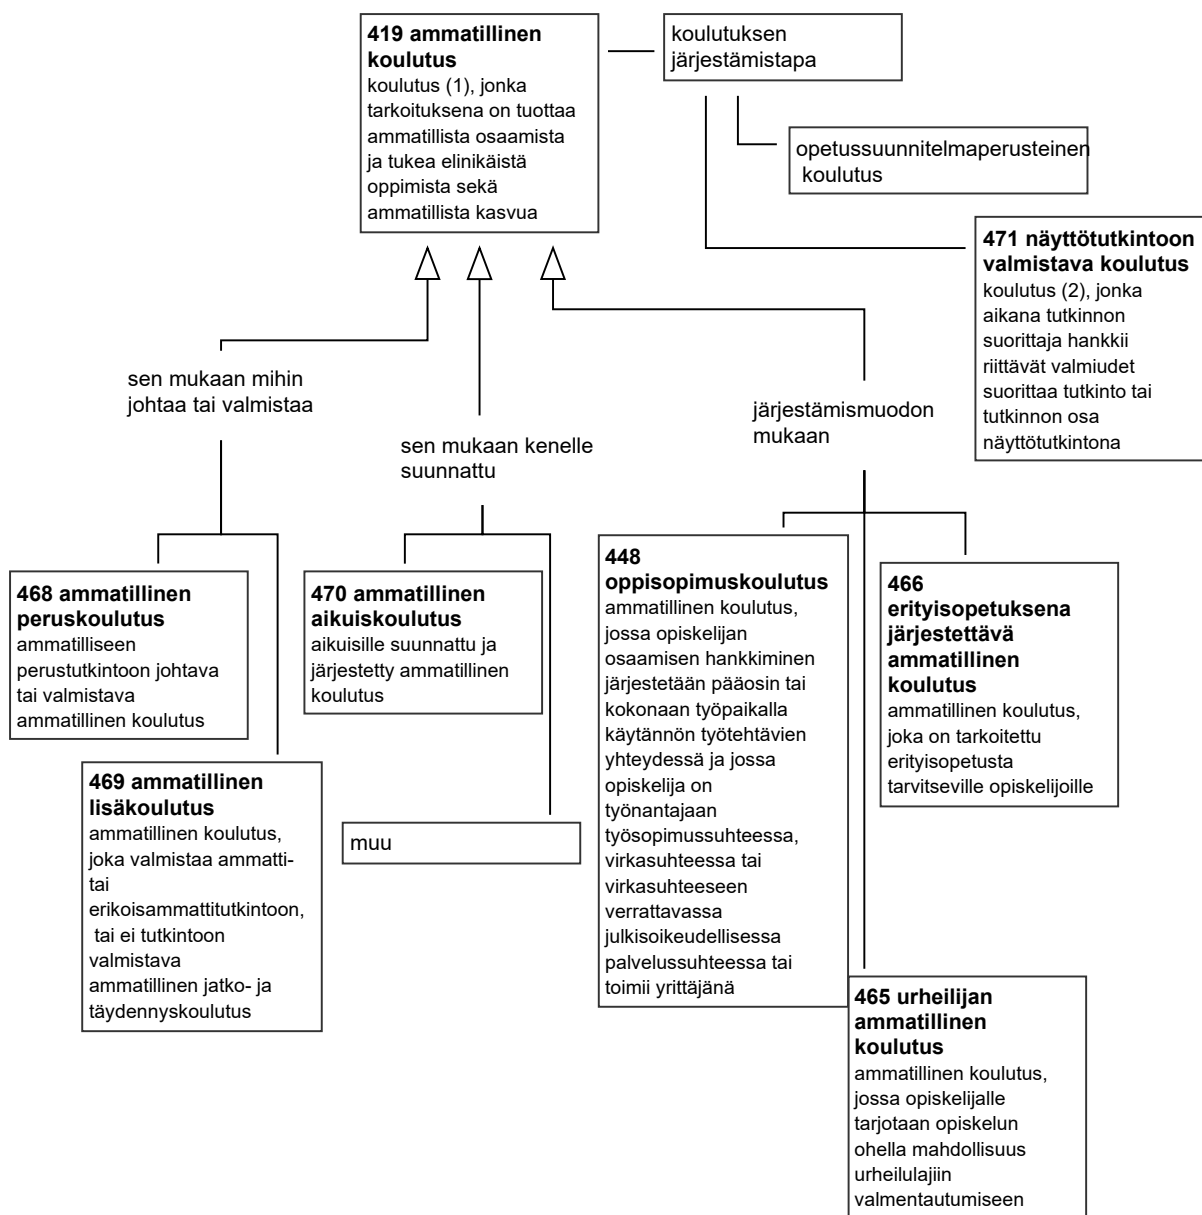 419 ammatillinen
koulutus
koulutus (1), jonka
tarkoituksena on tuottaa
ammatillista osaamista
ja tukea elinikäistä
oppimista sekä
ammatillista kasvua
koulutuksen
järjestämistapa
opetussuunnitelmaperusteinen
koulutus
471 näyttötutkintoon
valmistava koulutus
koulutus (2), jonka
aikana tutkinnon
suorittaja hankkii
riittävät valmiudet
suorittaa tutkinto tai
tutkinnon osa
näyttötutkintona
sen mukaan mihin
johtaa tai valmistaa
sen mukaan kenelle
suunnattu
järjestämismuodon
mukaan
468 ammatillinen
peruskoulutus
ammatilliseen
perustutkintoon johtava
tai valmistava
ammatillinen koulutus
469 ammatillinen
lisäkoulutus
ammatillinen koulutus,
joka valmistaa ammatti-
tai
erikoisammattitutkintoon,
tai ei tutkintoon
valmistava
ammatillinen jatko- ja
täydennyskoulutus
470 ammatillinen
aikuiskoulutus
aikuisille suunnattu ja
järjestetty ammatillinen
koulutus
muu
448
oppisopimuskoulutus
ammatillinen koulutus,
jossa opiskelijan
osaamisen hankkiminen
järjestetään pääosin tai
kokonaan työpaikalla
käytännön työtehtävien
yhteydessä ja jossa
opiskelija on
työnantajaan
työsopimussuhteessa,
virkasuhteessa tai
virkasuhteeseen
verrattavassa
julkisoikeudellisessa
palvelussuhteessa tai
toimii yrittäjänä
466
erityisopetuksena
järjestettävä
ammatillinen
koulutus
ammatillinen koulutus,
joka on tarkoitettu
erityisopetusta
tarvitseville opiskelijoille
465 urheilijan
ammatillinen
koulutus
ammatillinen koulutus,
jossa opiskelijalle
tarjotaan opiskelun
ohella mahdollisuus
urheilulajiin
valmentautumiseen